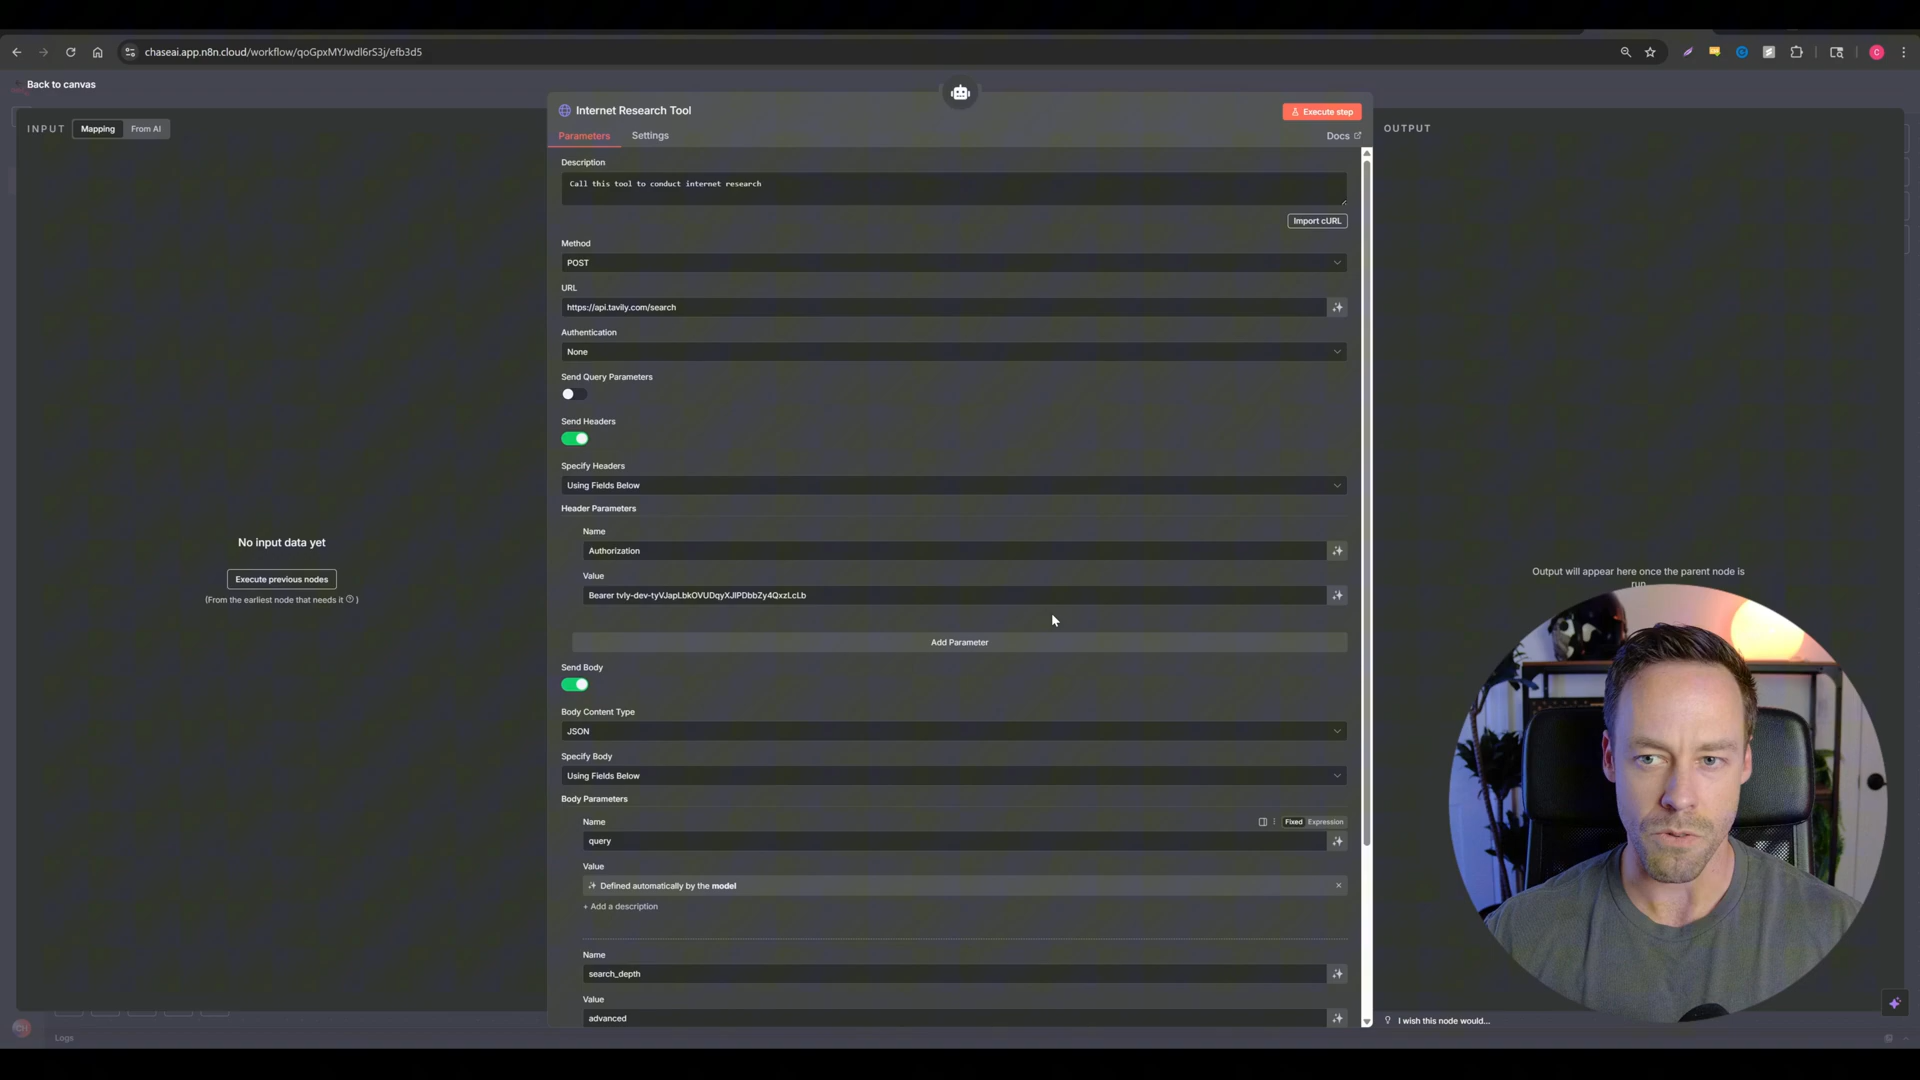 chaseai.app.n8n.cloud/workflow/qoGpxMYJwdl6rS3j/efb3d5
Back to canvas
INPUT
Mapping
From AI
Internet Research Tool
Execute step
Parameters
Settings
Docs
OUTPUT
Description
Call this tool to conduct internet research
Import cURL
Method
POST
URL
https://api.tavily.com/search
Authentication
None
Send Query Parameters
Send Headers
Specify Headers
Using Fields Below
Header Parameters
Name
Authorization
Value
Bearer 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
Add Parameter
Send Body
Body Content Type
JSON
Specify Body
Using Fields Below
Body Parameters
Name
Fixed
Expression
query
Value
Defined automatically by the model
+ Add a description
Name
search_depth
Value
advanced
No input data yet
Execute previous nodes
(From the earliest node that needs it )
Output will appear here once the parent node is
run
I wish this node would...
Logs
CH
C